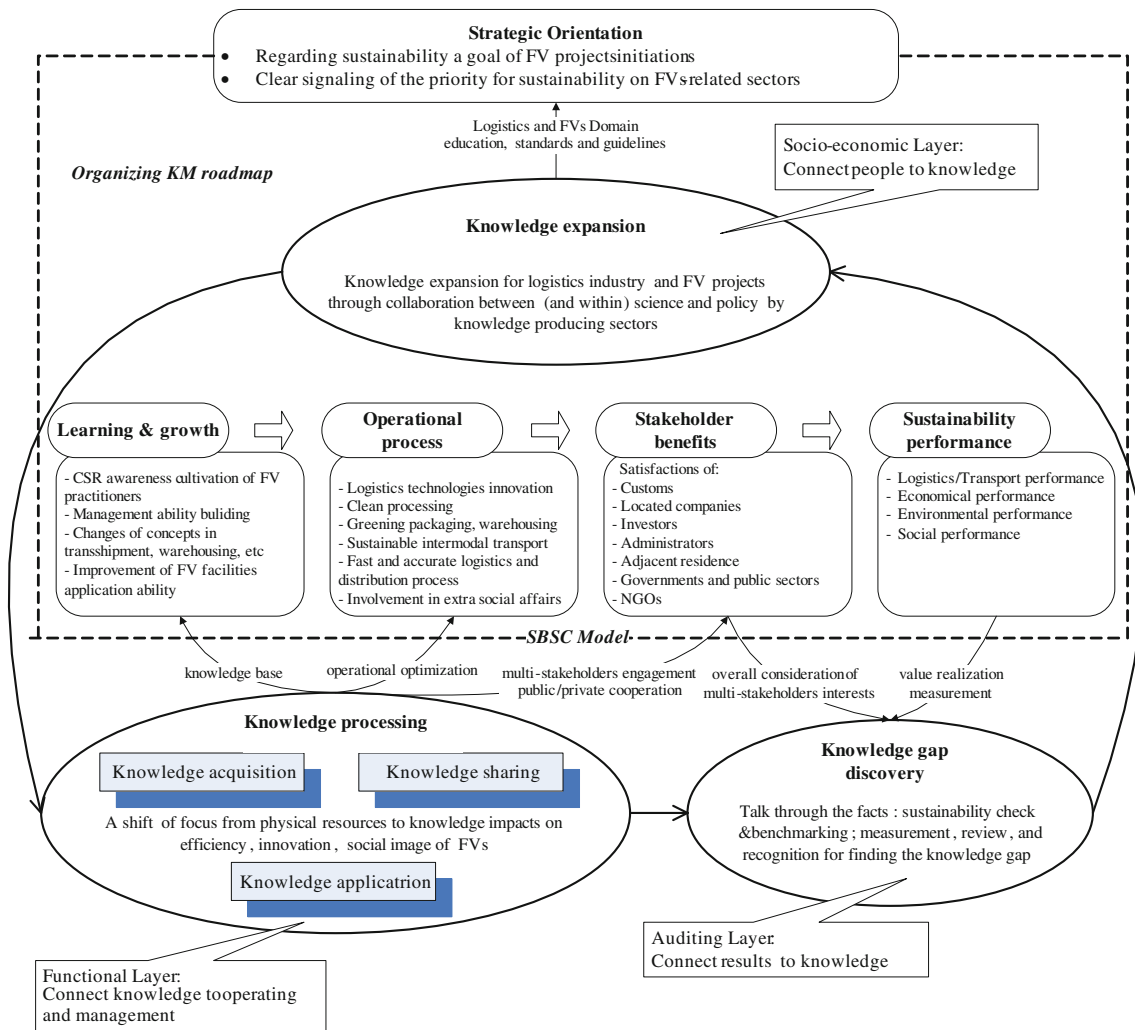 Strategic Orientation
• Regarding sustainability a goal of FV projectsinitiations
• Clear signaling of the priority for sustainability on FVs related sectors
Logistics and FVs Domain
education, standards and guidelines
Socio-economic Layer:
Connect people to knowledge
Organizing KM roadmap
Knowledge expansion
Knowledge expansion for logistics industry and FV projects
through collaboration between (and within) science and policy by
knowledge producing sectors
Learning & growth
- CSR awareness cultivation of FV
practitioners
- Management ability buliding
- Changes of concepts in
transshipment, warehousing, etc
- Improvement of FV facilities
application ability
Operational
process
- Logistics technologies innovation
- Clean processing
- Greening packaging, warehousing
- Sustainable intermodal transport
- Fast and accurate logistics and
distribution process
- Involvement in extra social affairs
Stakeholder
benefits
Satisfactions of:
- Customs
- Located companies
- Investors
- Administrators
- Adjacent residence
- Governments and public sectors
- NGOs
Sustainability
performance
- Logistics/Transport performance
- Economical performance
- Environmental performance
- Social performance
SBSC Model
knowledge base
operational optimization
multi-stakeholders engagement
public/private cooperation
overall consideration of
multi-stakeholders interests
value realization
measurement
Knowledge processing
Knowledge acquisition
Knowledge sharing
A shift of focus from physical resources to knowledge impacts on
efficiency, innovation, social image of FVs
Knowledge applicatrion
Knowledge gap
discovery
Talk through the facts : sustainability check
&benchmarking; measurement, review, and
recognition for finding the knowledge gap
Functional Layer:
Connect knowledge tooperating
and management
Auditing Layer:
Connect results to knowledge